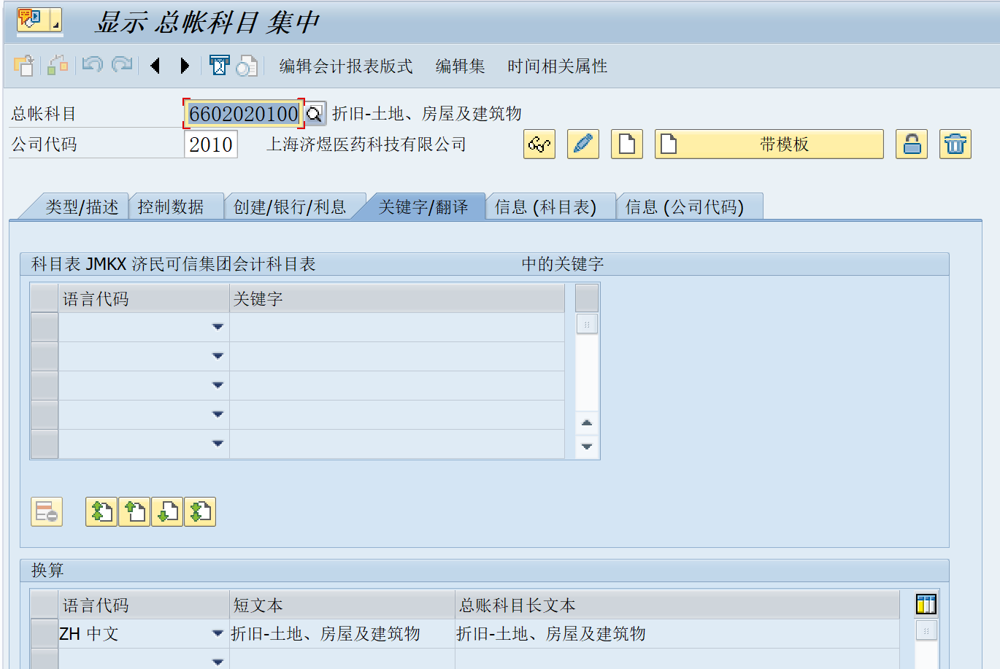 显示 总帐科目 集中
编辑会计报表版式 编辑集 时间相关属性
总帐科目 6602020100 折旧-土地、房屋及建筑物
公司代码 2010 上海济煜医药科技有限公司 带模板
类型/描述 控制数据 创建/银行/利息 关键字/翻译 信息 (科目表) 信息 (公司代码)
科目表 JMKX 济民可信集团会计科目表 中的关键字
语言代码 关键字
换算
语言代码 短文本 总账科目长文本
ZH 中文 折旧-土地、房屋及建筑物 折旧-土地、房屋及建筑物